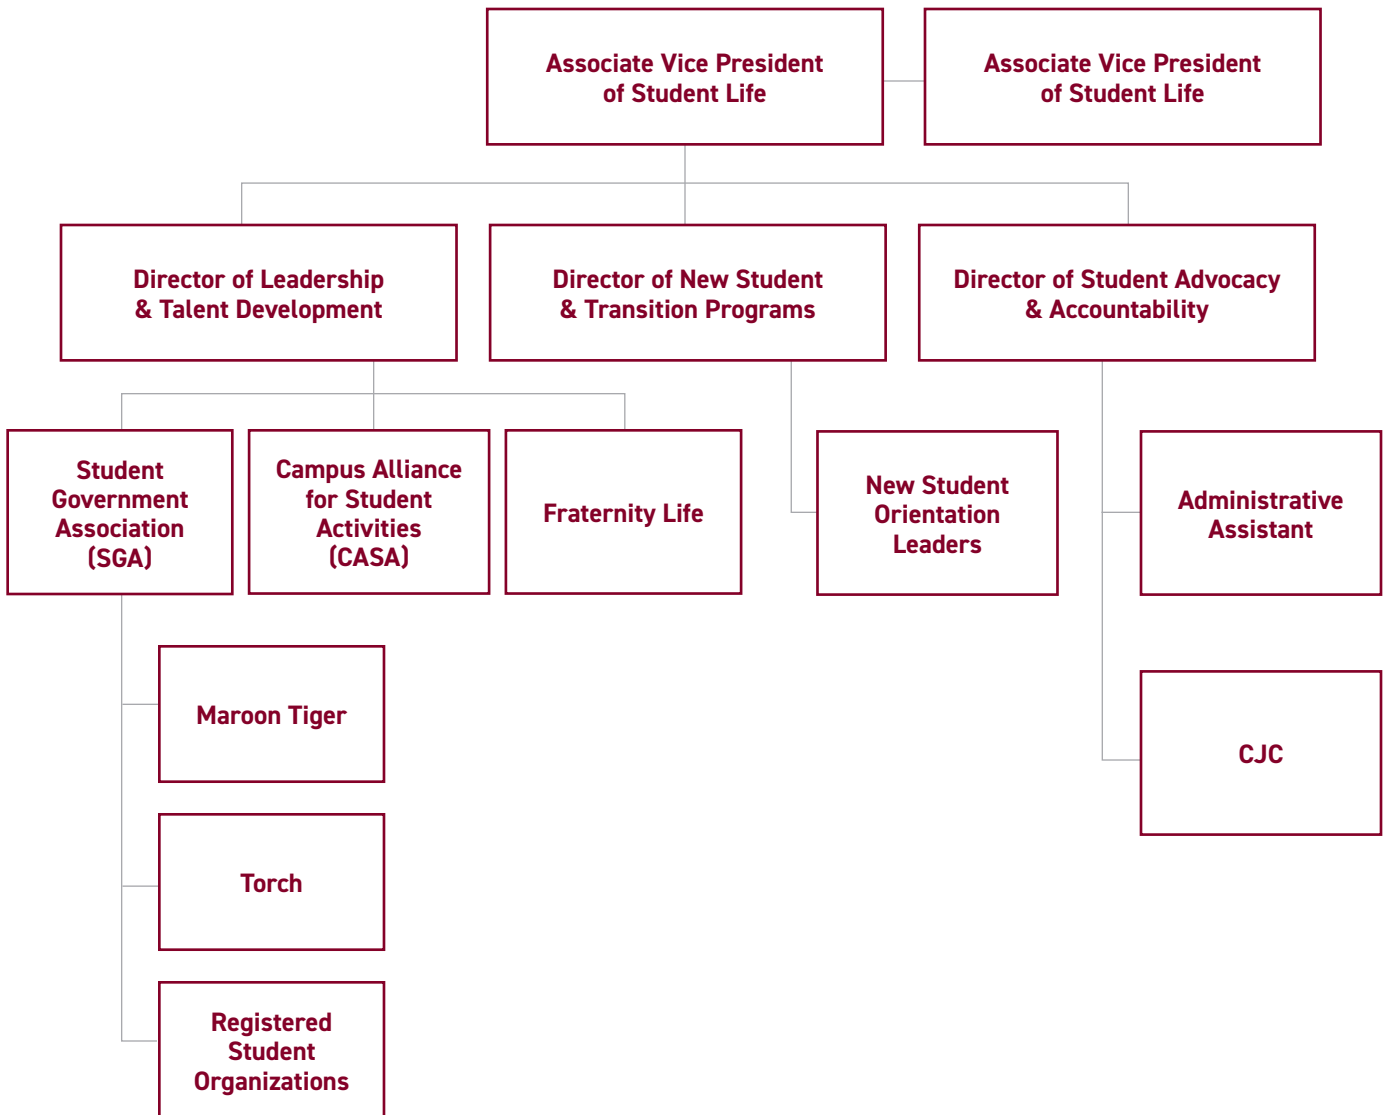 Associate Vice President
of Student Life
Associate Vice President
of Student Life
Director of Leadership
& Talent Development
Director of New Student
& Transition Programs
Director of Student Advocacy
& Accountability
Student
Government
Association
(SGA)
Campus Alliance
for Student
Activities
(CASA)
Fraternity Life
New Student
Orientation
Leaders
Administrative
Assistant
Maroon Tiger
CJC
Torch
Registered
Student
Organizations